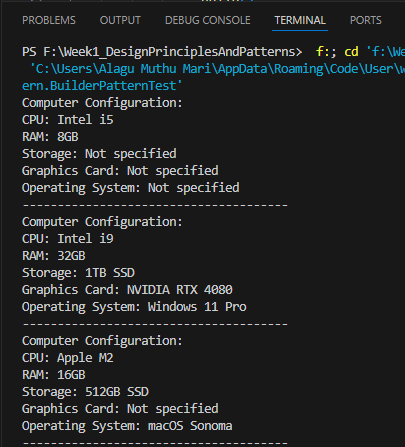 PROBLEMS OUTPUT DEBUG CONSOLE TERMINAL PORTS
PS F:\Week1_DesignPrinciplesAndPatterns> f:; cd 'f:\We
'C:\Users\Alagu Muthu Mari\AppData\Roaming\Code\User\w
ern.BuilderPatternTest'
Computer Configuration:
CPU: Intel i5
RAM: 8GB
Storage: Not specified
Graphics Card: Not specified
Operating System: Not specified
--------------------------------------
Computer Configuration:
CPU: Intel i9
RAM: 32GB
Storage: 1TB SSD
Graphics Card: NVIDIA RTX 4080
Operating System: Windows 11 Pro
--------------------------------------
Computer Configuration:
CPU: Apple M2
RAM: 16GB
Storage: 512GB SSD
Graphics Card: Not specified
Operating System: macOS Sonoma
--------------------------------------